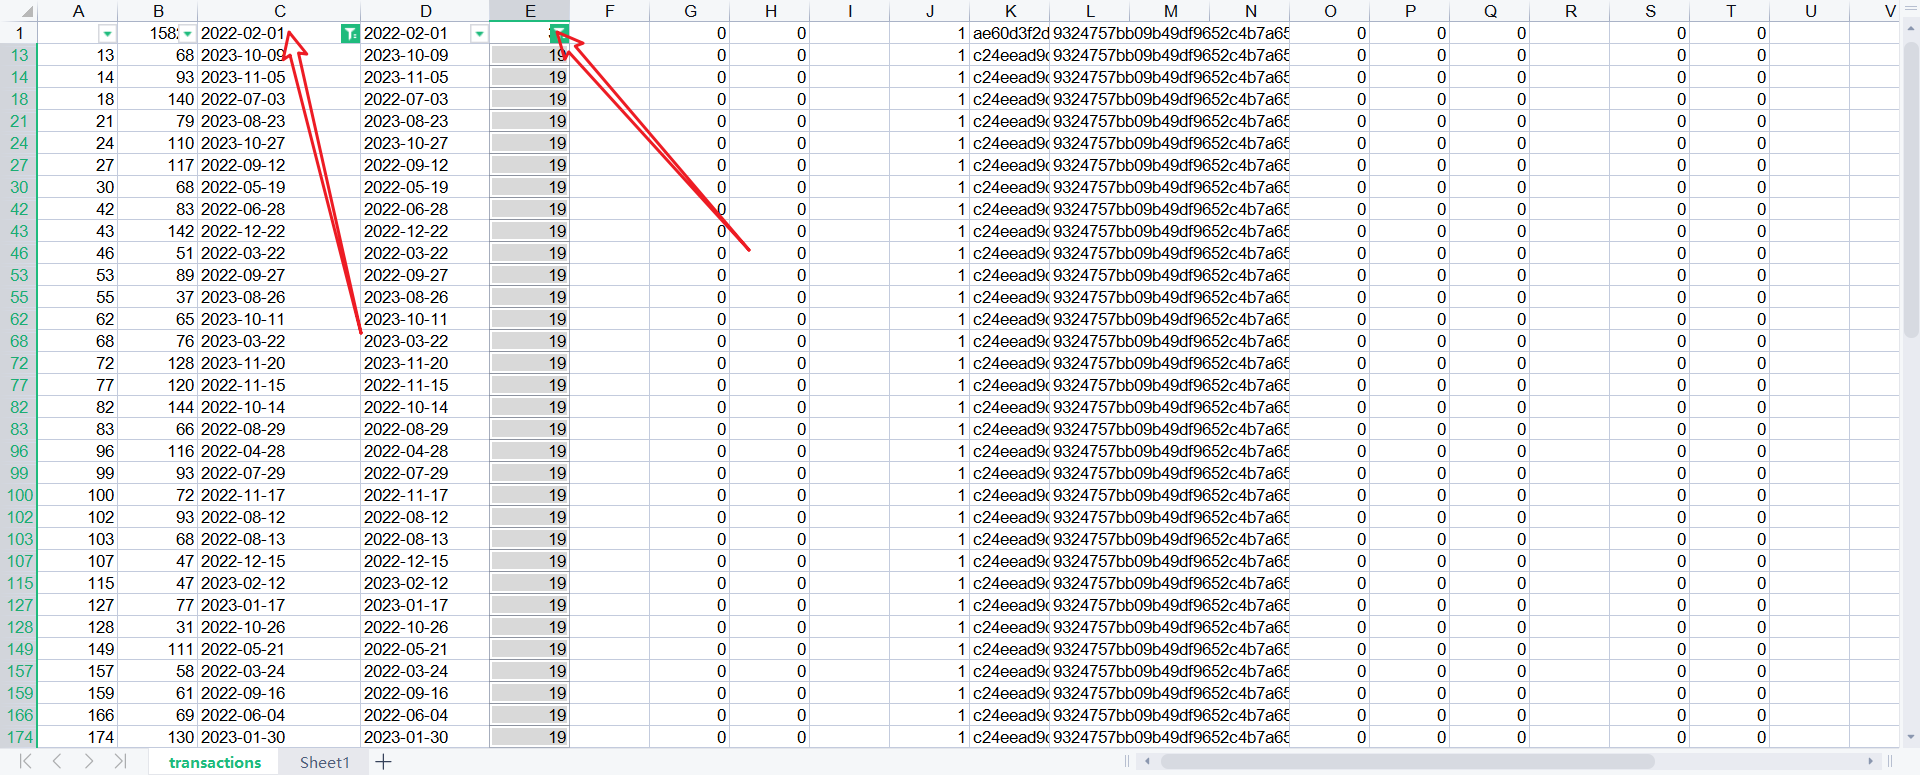 A B C D E F G H I J K L M N O P Q R S T U V
1 158 2022-02-01 2022-02-01 0 0 1 ae60d3f2d 9324757bb09b49df9652c4b7a65 0 0 0 0 0
13 13 68 2023-10-09 2023-10-09 19 0 0 1 c24eead9c 9324757bb09b49df9652c4b7a65 0 0 0 0 0
14 14 93 2023-11-05 2023-11-05 19 0 0 1 c24eead9c 9324757bb09b49df9652c4b7a65 0 0 0 0 0
18 18 140 2022-07-03 2022-07-03 19 0 0 1 c24eead9c 9324757bb09b49df9652c4b7a65 0 0 0 0 0
21 21 79 2023-08-23 2023-08-23 19 0 0 1 c24eead9c 9324757bb09b49df9652c4b7a65 0 0 0 0 0
24 24 110 2023-10-27 2023-10-27 19 0 0 1 c24eead9c 9324757bb09b49df9652c4b7a65 0 0 0 0 0
27 27 117 2022-09-12 2022-09-12 19 0 0 1 c24eead9c 9324757bb09b49df9652c4b7a65 0 0 0 0 0
30 30 68 2022-05-19 2022-05-19 19 0 0 1 c24eead9c 9324757bb09b49df9652c4b7a65 0 0 0 0 0
42 42 83 2022-06-28 2022-06-28 19 0 0 1 c24eead9c 9324757bb09b49df9652c4b7a65 0 0 0 0 0
43 43 142 2022-12-22 2022-12-22 19 0 0 1 c24eead9c 9324757bb09b49df9652c4b7a65 0 0 0 0 0
46 46 51 2022-03-22 2022-03-22 19 0 0 1 c24eead9c 9324757bb09b49df9652c4b7a65 0 0 0 0 0
53 53 89 2022-09-27 2022-09-27 19 0 0 1 c24eead9c 9324757bb09b49df9652c4b7a65 0 0 0 0 0
55 55 37 2023-08-26 2023-08-26 19 0 0 1 c24eead9c 9324757bb09b49df9652c4b7a65 0 0 0 0 0
62 62 65 2023-10-11 2023-10-11 19 0 0 1 c24eead9c 9324757bb09b49df9652c4b7a65 0 0 0 0 0
68 68 76 2023-03-22 2023-03-22 19 0 0 1 c24eead9c 9324757bb09b49df9652c4b7a65 0 0 0 0 0
72 72 128 2023-11-20 2023-11-20 19 0 0 1 c24eead9c 9324757bb09b49df9652c4b7a65 0 0 0 0 0
77 77 120 2022-11-15 2022-11-15 19 0 0 1 c24eead9c 9324757bb09b49df9652c4b7a65 0 0 0 0 0
82 82 144 2022-10-14 2022-10-14 19 0 0 1 c24eead9c 9324757bb09b49df9652c4b7a65 0 0 0 0 0
83 83 66 2022-08-29 2022-08-29 19 0 0 1 c24eead9c 9324757bb09b49df9652c4b7a65 0 0 0 0 0
96 96 116 2022-04-28 2022-04-28 19 0 0 1 c24eead9c 9324757bb09b49df9652c4b7a65 0 0 0 0 0
99 99 93 2022-07-29 2022-07-29 19 0 0 1 c24eead9c 9324757bb09b49df9652c4b7a65 0 0 0 0 0
100 100 72 2022-11-17 2022-11-17 19 0 0 1 c24eead9c 9324757bb09b49df9652c4b7a65 0 0 0 0 0
102 102 93 2022-08-12 2022-08-12 19 0 0 1 c24eead9c 9324757bb09b49df9652c4b7a65 0 0 0 0 0
103 103 68 2022-08-13 2022-08-13 19 0 0 1 c24eead9c 9324757bb09b49df9652c4b7a65 0 0 0 0 0
107 107 47 2022-12-15 2022-12-15 19 0 0 1 c24eead9c 9324757bb09b49df9652c4b7a65 0 0 0 0 0
115 115 47 2023-02-12 2023-02-12 19 0 0 1 c24eead9c 9324757bb09b49df9652c4b7a65 0 0 0 0 0
127 127 77 2023-01-17 2023-01-17 19 0 0 1 c24eead9c 9324757bb09b49df9652c4b7a65 0 0 0 0 0
128 128 31 2022-10-26 2022-10-26 19 0 0 1 c24eead9c 9324757bb09b49df9652c4b7a65 0 0 0 0 0
149 149 111 2022-05-21 2022-05-21 19 0 0 1 c24eead9c 9324757bb09b49df9652c4b7a65 0 0 0 0 0
157 157 58 2022-03-24 2022-03-24 19 0 0 1 c24eead9c 9324757bb09b49df9652c4b7a65 0 0 0 0 0
159 159 61 2022-09-16 2022-09-16 19 0 0 1 c24eead9c 9324757bb09b49df9652c4b7a65 0 0 0 0 0
166 166 69 2022-06-04 2022-06-04 19 0 0 1 c24eead9c 9324757bb09b49df9652c4b7a65 0 0 0 0 0
174 174 130 2023-01-30 2023-01-30 19 0 0 1 c24eead9c 9324757bb09b49df9652c4b7a65 0 0 0 0 0
transactions Sheet1